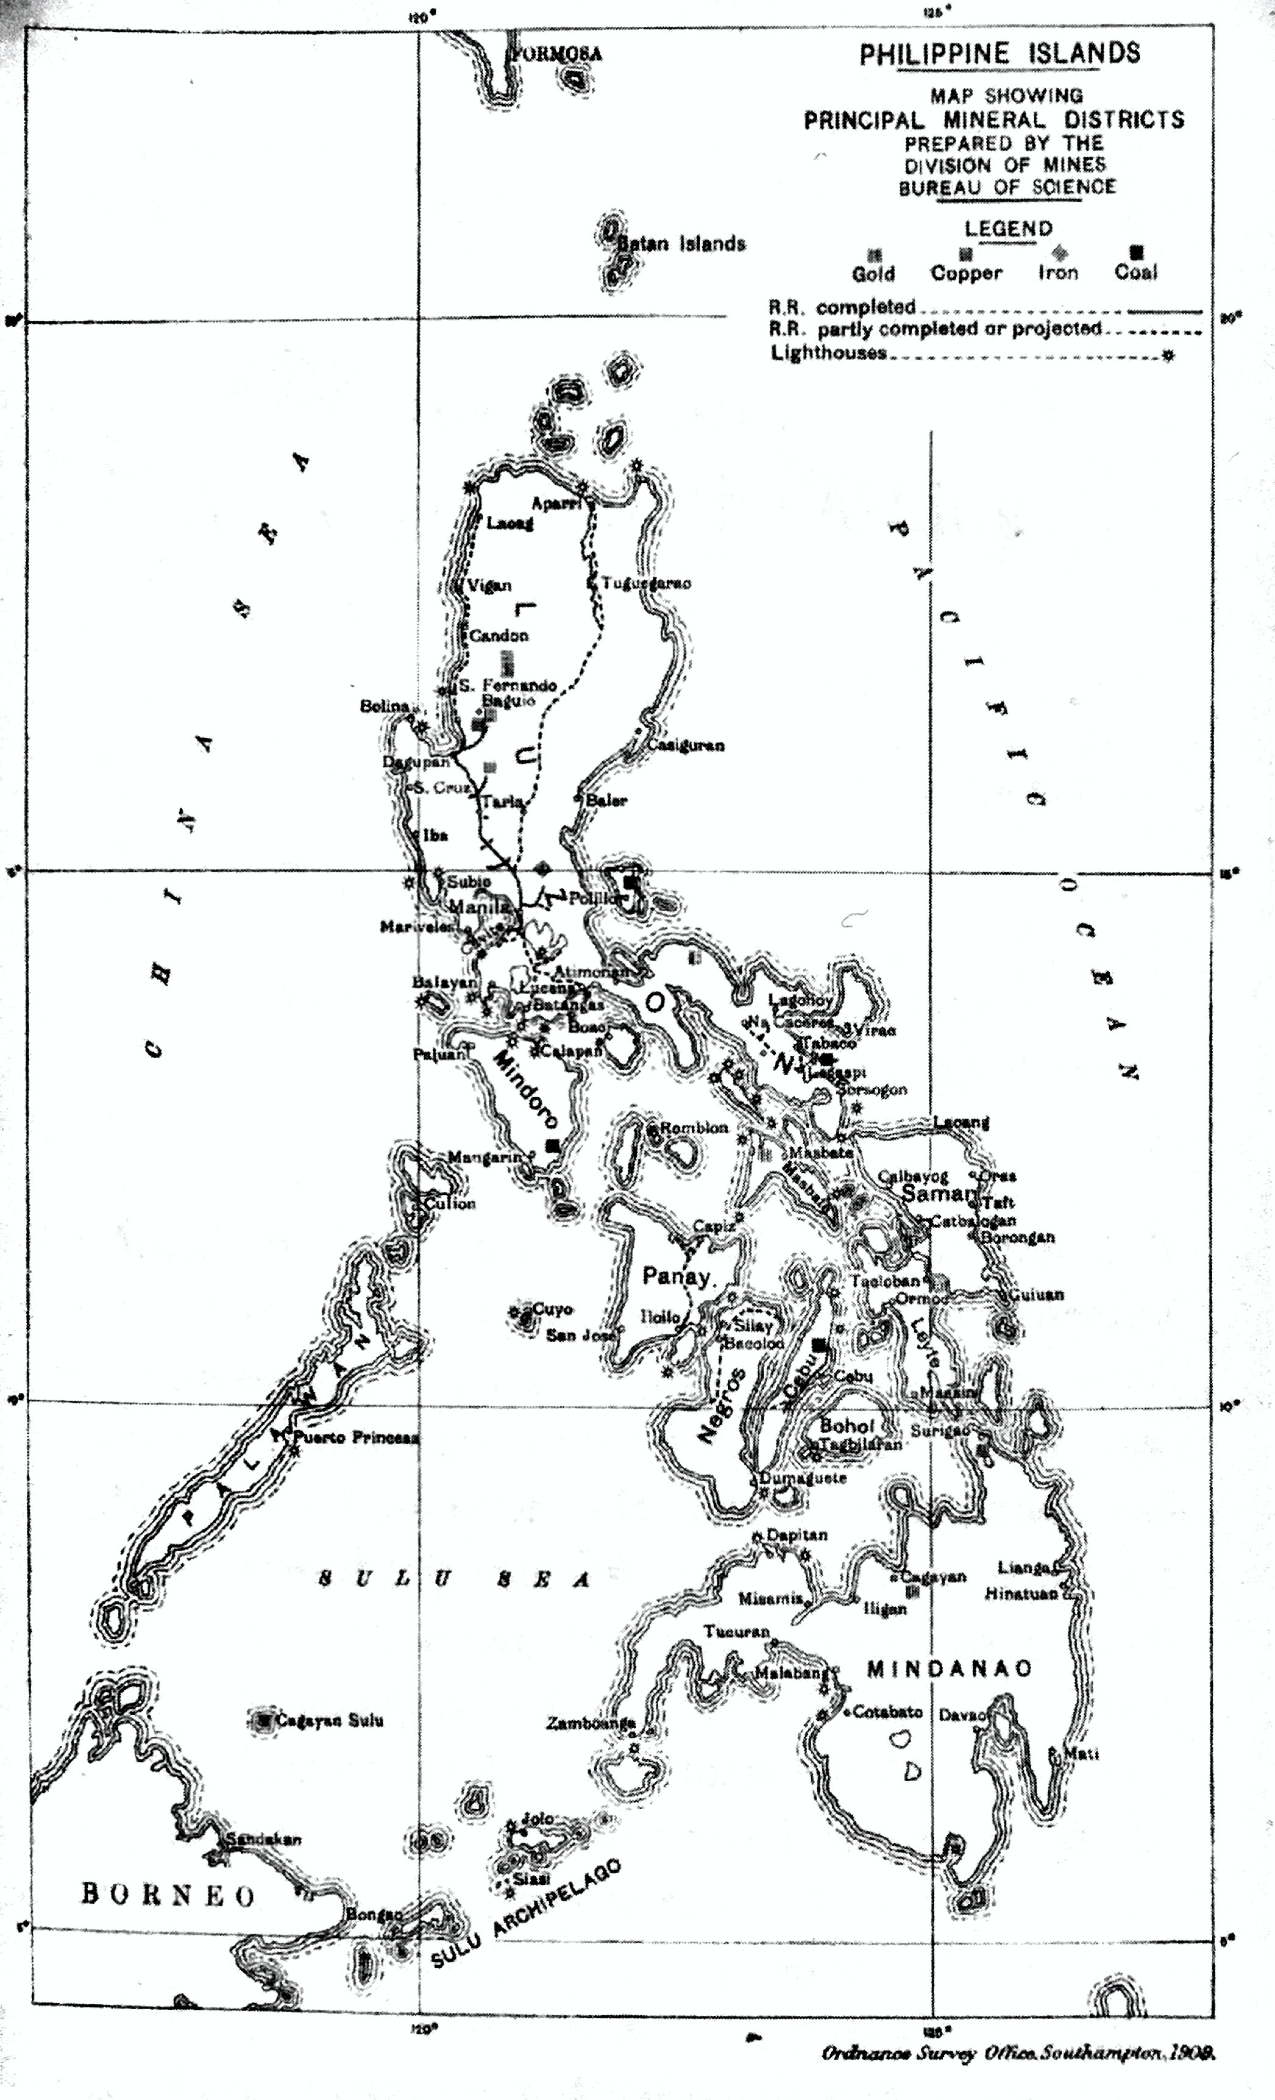 120°
125°
FORMOSA
PHILIPPINE ISLANDS
MAP SHOWING
PRINCIPAL MINERAL DISTRICTS
PREPARED BY THE
DIVISION OF MINES
BUREAU OF SCIENCE
LEGEND
Gold Copper Iron Coal
R.R. completed
R.R. partly completed or projected
Lighthouses
Batan Islands
20°
CHINA SEA
PACIFIC OCEAN
LUZON
Aparri
Laoag
Vigan
Tuguegarao
Candon
S. Fernando
Baguio
Bolinao
Casiguran
Dagupan
S. Cruz
Tarla
Baler
Iba
15°
Subic
Polillo
Manila
Mariveles
Cavite
Atimonan
Balayan
Lucena
Batangas
Lagonoy
Na. Caceres
Virac
Boac
Tabaco
Calapan
Paluan
Legaspi
Mindoro
Sorsogon
Romblon
Laoang
Mangarin
Masbate
Masbate
Calbayog
Oras
Samar
Taft
Culion
Catbalogan
Capiz
Borongan
Panay
Tacloban
Guiuan
Ormoc
Cuyo
Iloilo
Silay
San Jose
Bacolod
Leyte
Cebu
Cebu
Negros
Maasin
10°
10°
Bohol
Surigao
Puerto Princesa
Tagbilaran
PALAWAN
Dumaguete
Dapitan
SULU SEA
Cagayan
Lianga
Hinatuan
Misamis
Iligan
Tucuran
Malabang
MINDANAO
Cagayan Sulu
Zamboanga
Cotabato
Davao
Mati
Jolo
Sandakan
Siasi
BORNEO
Bongao
SULU ARCHIPELAGO
5°
5°
120°
125°
Ordnance Survey Office, Southampton, 1909.